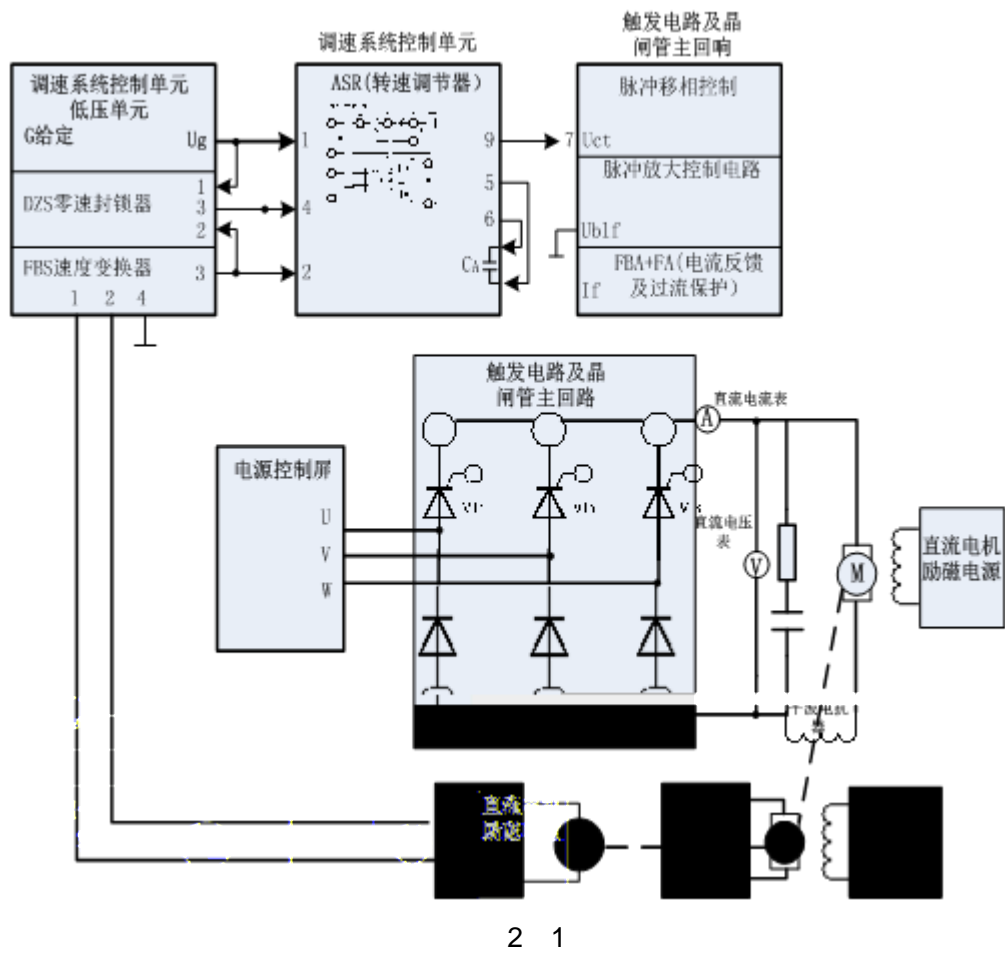 调速系统控制单元
触发电路及晶
闸管主回响
调速系统控制单元
低压单元
G给定
Ug
1
DZS零速封锁器
3
2
FBS速度变换器
3
1 2 4
ASR(转速调节器)
1
4
2
9
5
6
CA
脉冲移相控制
7
Uct
脉冲放大控制电路
Ublf
FBA+FA(电流反馈
If 及过流保护)
触发电路及晶
闸管主回路
直流电流表
A
电源控制屏
U
V
W
直流电压
表
V
M
直流电机
励磁电源
直流
2 1